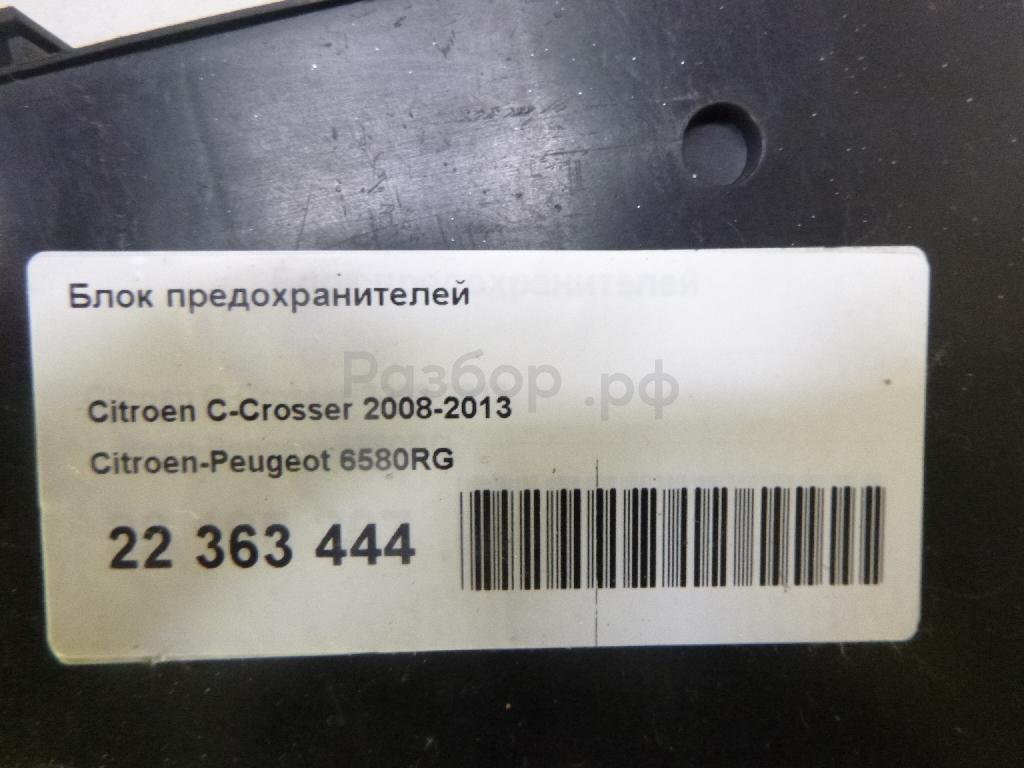 Блок предохранителей
Разбор.рф
Citroen C-Crosser 2008-2013
Citroen-Peugeot 6580RG
22 363 444